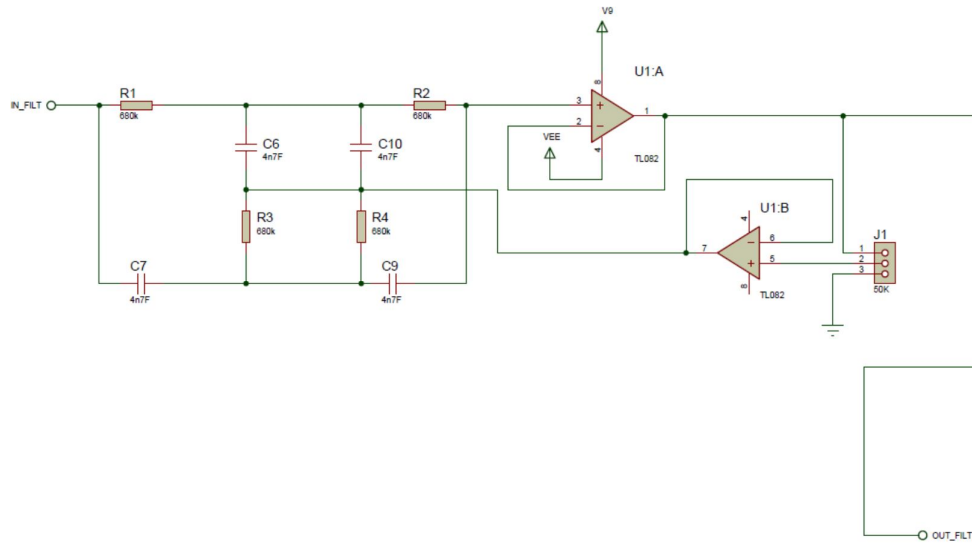 V9
U1:A
IN_FILT
R1
680k
R2
680k
8
3
2
1
4
VEE
TL082
C6
4n7F
C10
4n7F
R3
680k
R4
680k
U1:B
4
6
7
5
8
TL082
J1
1
2
3
50K
C7
4n7F
C9
4n7F
OUT_FILT